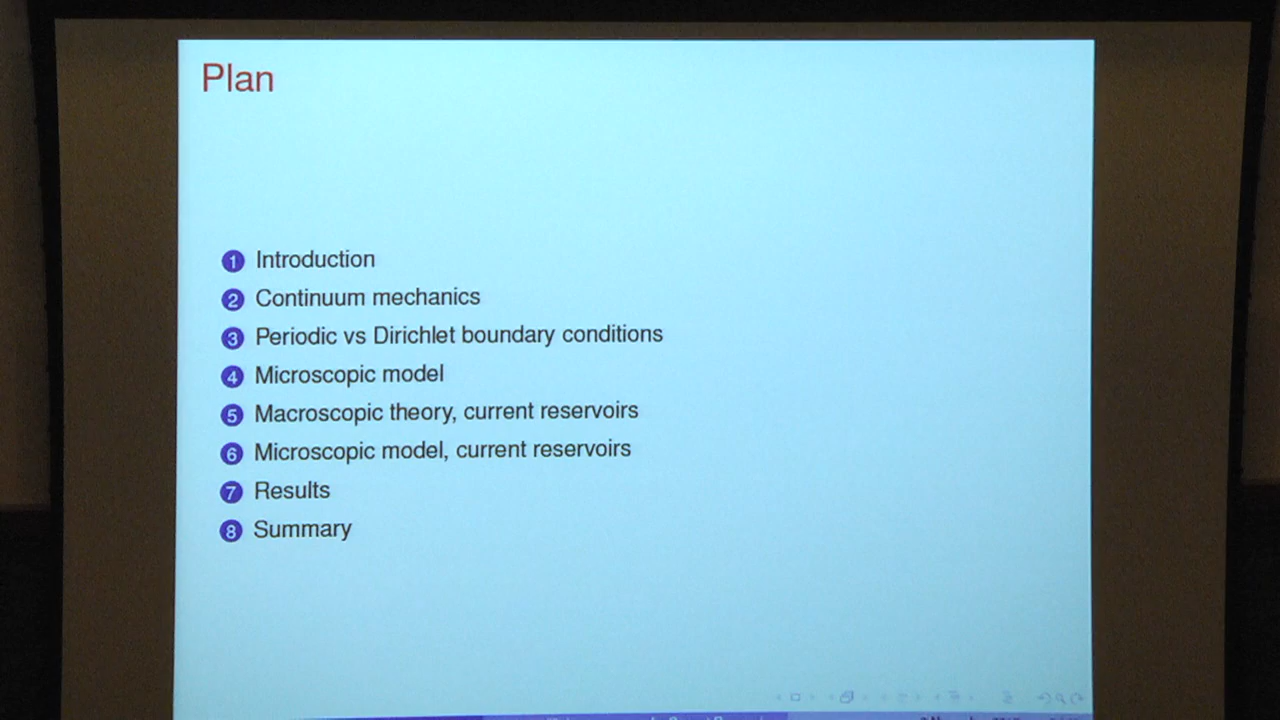 Plan
1 Introduction
2 Continuum mechanics
3 Periodic vs Dirichlet boundary conditions
4 Microscopic model
5 Macroscopic theory, current reservoirs
6 Microscopic model, current reservoirs
7 Results
8 Summary